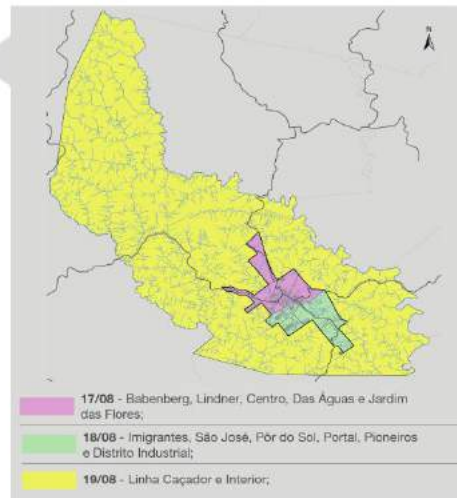 N
17/08 - Babenberg, Lindner, Centro, Das Águas e Jardim
das Flores;
18/08 - Imigrantes, São José, Pôr do Sol, Portal, Pioneiros
e Distrito Industrial;
19/08 - Linha Caçador e Interior;